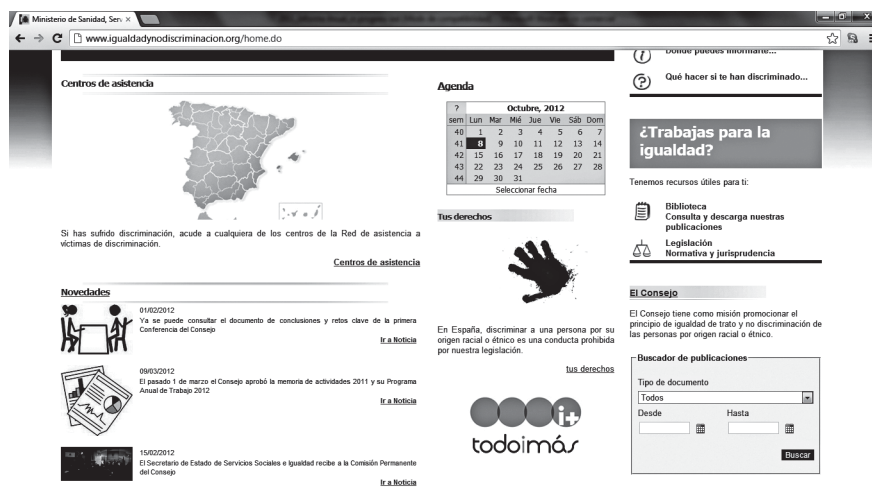 Ministerio de Sanidad, Serv
www.igualdadynodiscriminacion.org/home.do
Centros de asistencia
Si has sufrido discriminación, acude a cualquiera de los centros de la Red de asistencia a
víctimas de discriminación.
Centros de asistencia
Novedades
01/02/2012
Ya se puede consultar el documento de conclusiones y retos clave de la primera
Conferencia del Consejo
Ir a Noticia
09/03/2012
El pasado 1 de marzo el Consejo aprobó la memoria de actividades 2011 y su Programa
Anual de Trabajo 2012
Ir a Noticia
15/02/2012
El Secretario de Estado de Servicios Sociales e Igualdad recibe a la Comisión Permanente
del Consejo
Ir a Noticia
Agenda
? Octubre, 2012
sem Lun Mar Mié Jue Vie Sáb Dom
40 1 2 3 4 5 6 7
41 8 9 10 11 12 13 14
42 15 16 17 18 19 20 21
43 22 23 24 25 26 27 28
44 29 30 31
Seleccionar fecha
Tus derechos
En España, discriminar a una persona por su
origen racial o étnico es una conducta prohibida
por nuestra legislación.
tus derechos
i+
todoimás
Dónde puedes informarte...
Qué hacer si te han discriminado...
¿Trabajas para la
igualdad?
Tenemos recursos útiles para ti:
Biblioteca
Consulta y descarga nuestras
publicaciones
Legislación
Normativa y jurisprudencia
El Consejo
El Consejo tiene como misión promocionar el
principio de igualdad de trato y no discriminación de
las personas por origen racial o étnico.
Buscador de publicaciones
Tipo de documento
Todos
Desde Hasta
Buscar